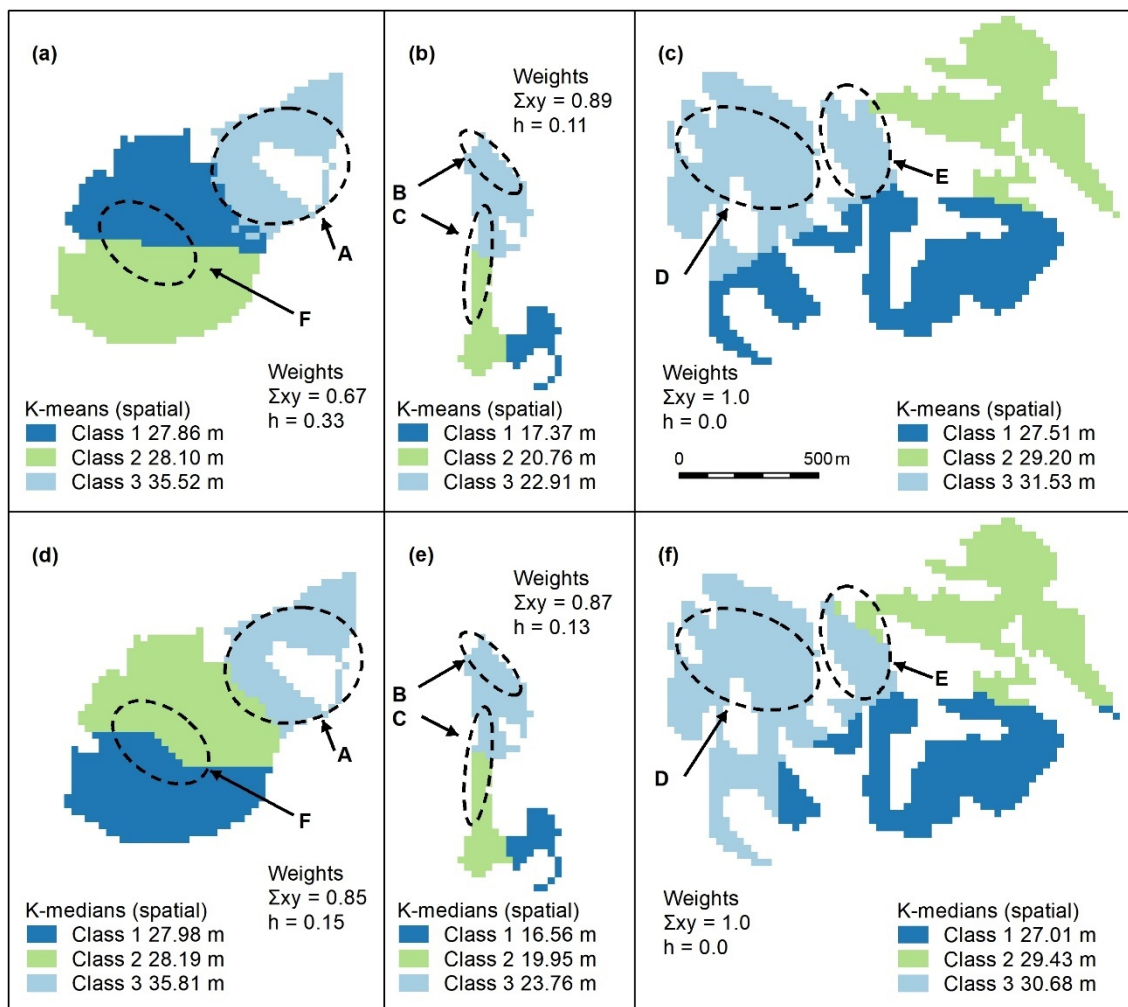 (a)
A
F
Weights
Σxy = 0.67
h = 0.33
K-means (spatial)
Class 1 27.86 m
Class 2 28.10 m
Class 3 35.52 m
(b)
Weights
Σxy = 0.89
h = 0.11
B
C
K-means (spatial)
Class 1 17.37 m
Class 2 20.76 m
Class 3 22.91 m
(c)
E
D
Weights
Σxy = 1.0
h = 0.0
0 500 m
K-means (spatial)
Class 1 27.51 m
Class 2 29.20 m
Class 3 31.53 m
(d)
A
F
Weights
Σxy = 0.85
h = 0.15
K-medians (spatial)
Class 1 27.98 m
Class 2 28.19 m
Class 3 35.81 m
(e)
Weights
Σxy = 0.87
h = 0.13
B
C
K-medians (spatial)
Class 1 16.56 m
Class 2 19.95 m
Class 3 23.76 m
(f)
E
D
Weights
Σxy = 1.0
h = 0.0
K-medians (spatial)
Class 1 27.01 m
Class 2 29.43 m
Class 3 30.68 m